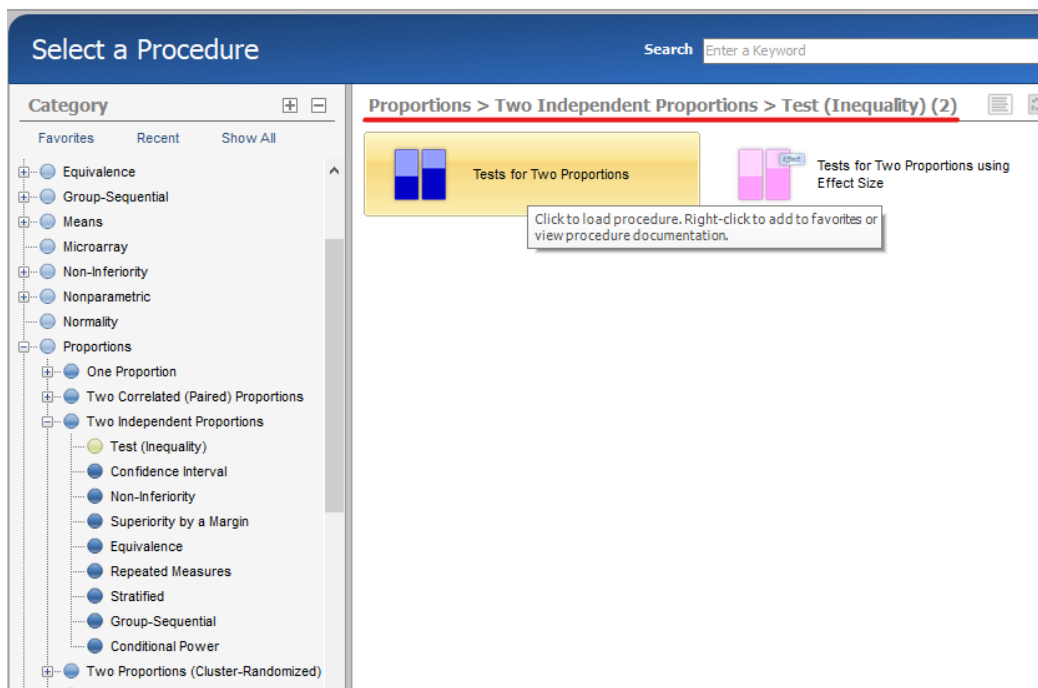 Select a Procedure
Search
Enter a Keyword
Category
Favorites Recent Show All
Equivalence
Group-Sequential
Means
Microarray
Non-Inferiority
Nonparametric
Normality
Proportions
One Proportion
Two Correlated (Paired) Proportions
Two Independent Proportions
Test (Inequality)
Confidence Interval
Non-Inferiority
Superiority by a Margin
Equivalence
Repeated Measures
Stratified
Group-Sequential
Conditional Power
Two Proportions (Cluster-Randomized)
Proportions > Two Independent Proportions > Test (Inequality) (2)
Tests for Two Proportions
Effect
Tests for Two Proportions using
Effect Size
Click to load procedure. Right-click to add to favorites or
view procedure documentation.